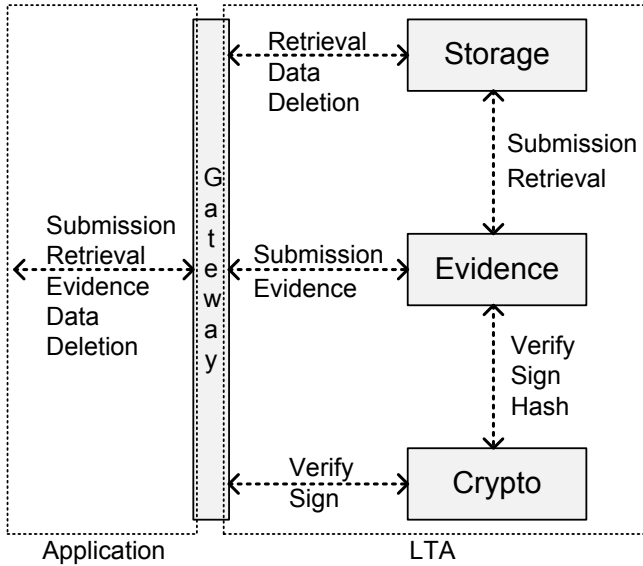 Retrieval
Data
Deletion
Storage
Submission
Retrieval
Gateway
Submission
Retrieval
Evidence
Data
Deletion
Submission
Evidence
Evidence
Verify
Sign
Hash
Verify
Sign
Crypto
Application
LTA